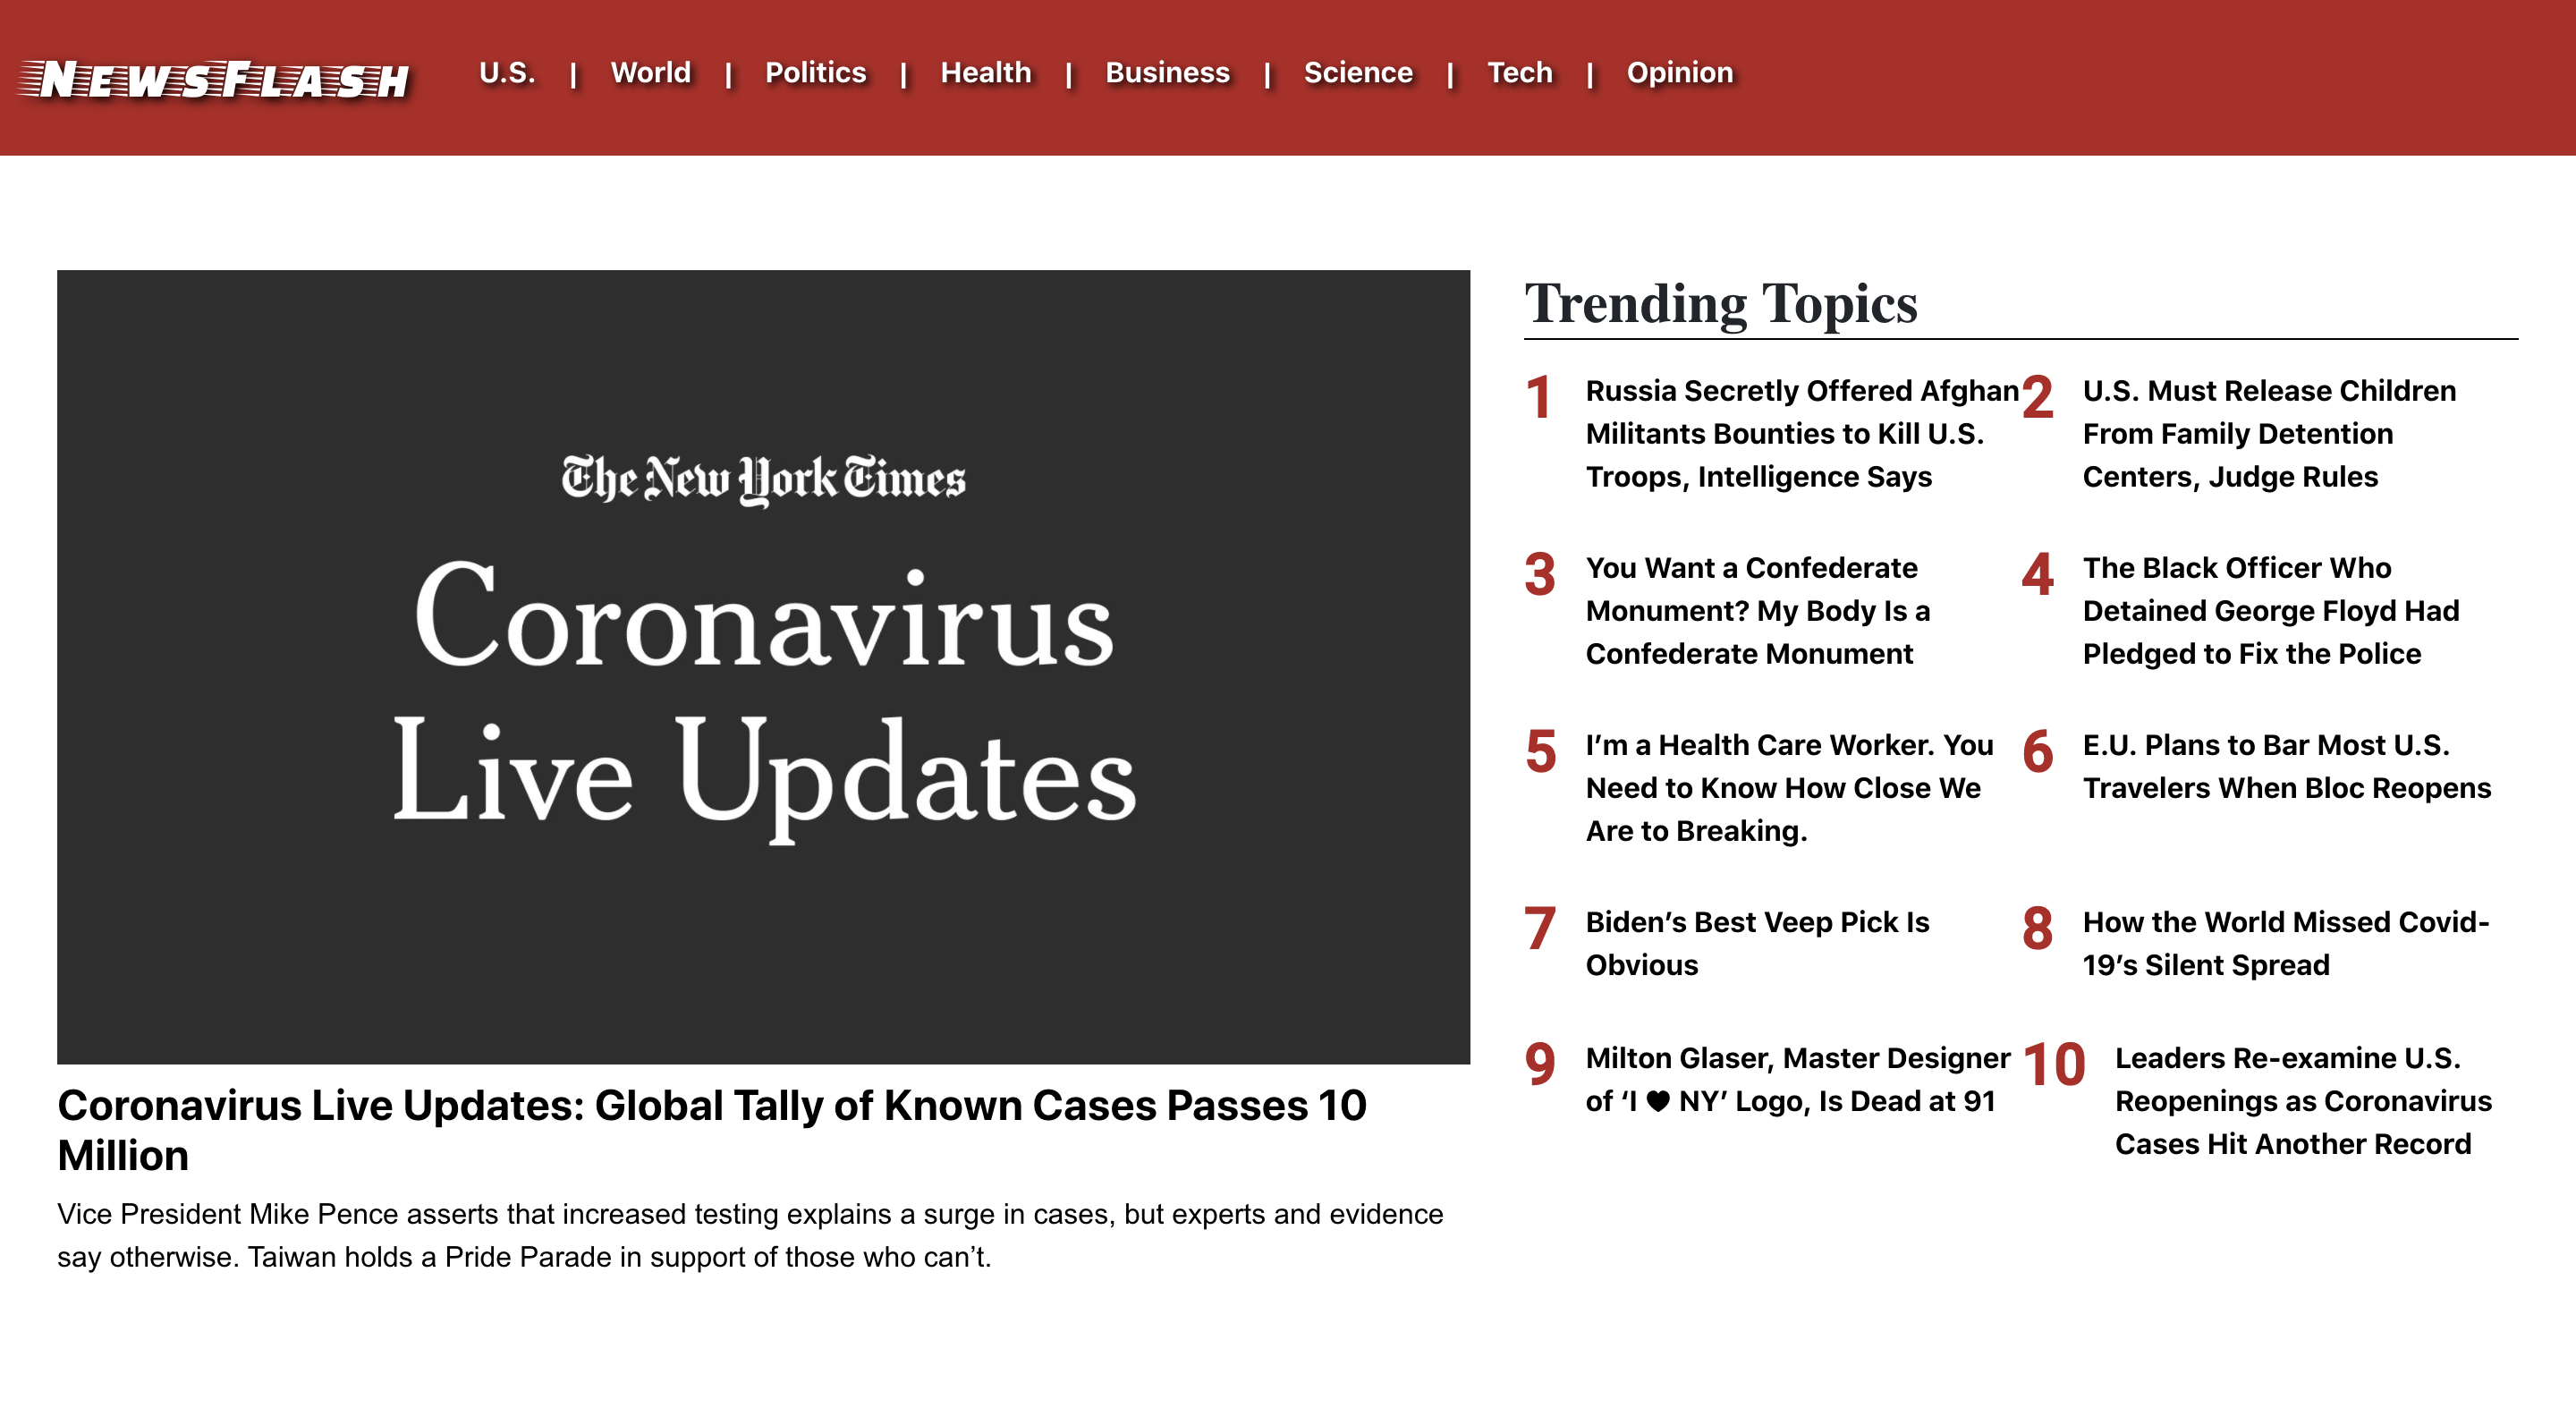 NEWSFLASH
U.S. | World | Politics | Health | Business | Science | Tech | Opinion
The New York Times
Coronavirus
Live Updates
Coronavirus Live Updates: Global Tally of Known Cases Passes 10
Million
Vice President Mike Pence asserts that increased testing explains a surge in cases, but experts and evidence
say otherwise. Taiwan holds a Pride Parade in support of those who can’t.
Trending Topics
1
Russia Secretly Offered Afghan
Militants Bounties to Kill U.S.
Troops, Intelligence Says
2
U.S. Must Release Children
From Family Detention
Centers, Judge Rules
3
You Want a Confederate
Monument? My Body Is a
Confederate Monument
4
The Black Officer Who
Detained George Floyd Had
Pledged to Fix the Police
5
I’m a Health Care Worker. You
Need to Know How Close We
Are to Breaking.
6
E.U. Plans to Bar Most U.S.
Travelers When Bloc Reopens
7
Biden’s Best Veep Pick Is
Obvious
8
How the World Missed Covid-
19’s Silent Spread
9
Milton Glaser, Master Designer
of ‘I ♥ NY’ Logo, Is Dead at 91
10
Leaders Re-examine U.S.
Reopenings as Coronavirus
Cases Hit Another Record